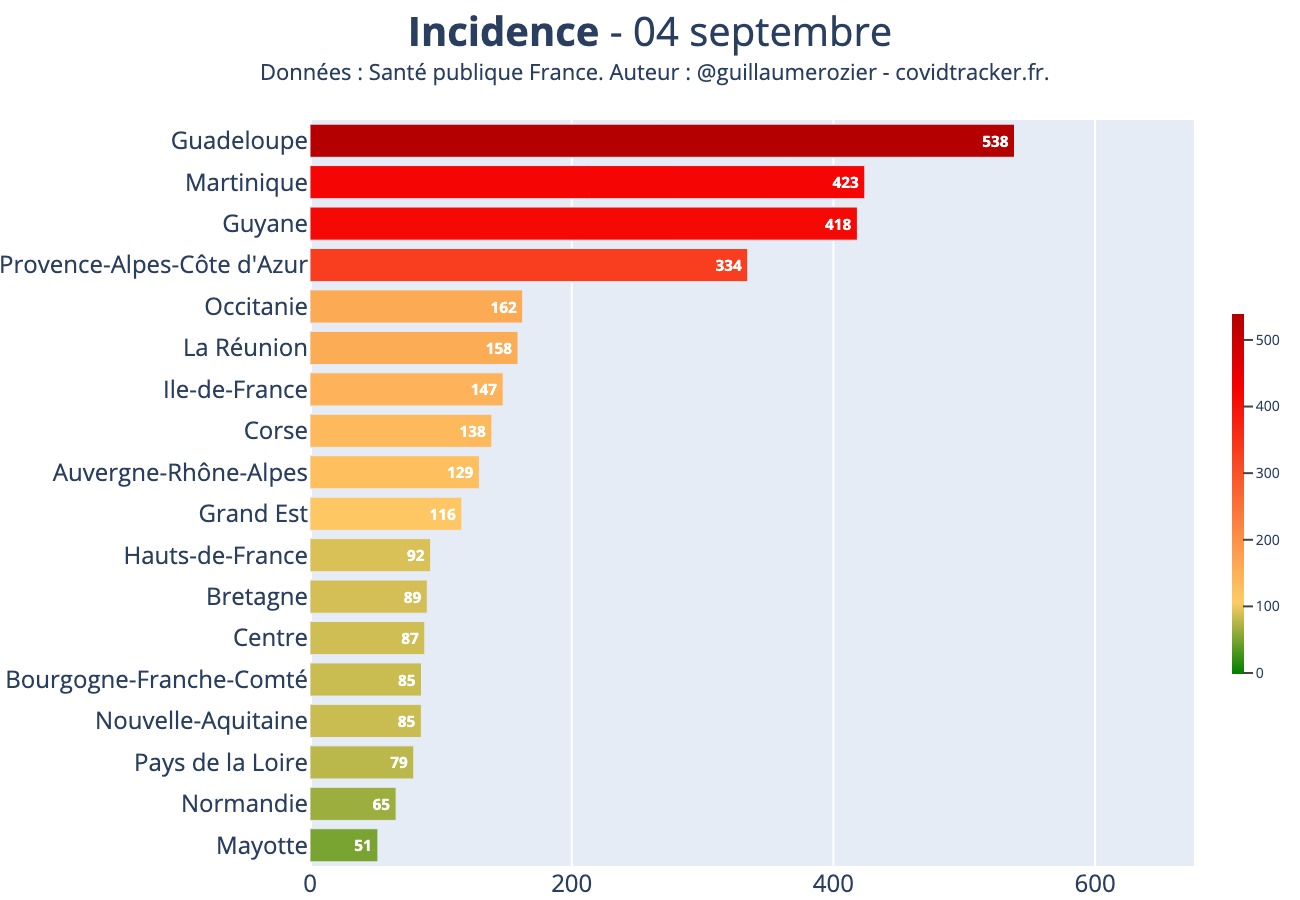 Incidence - 04 septembre
Données : Santé publique France. Auteur : @guillaumerozier - covidtracker.fr.
Guadeloupe 538
Martinique 423
Guyane 418
Provence-Alpes-Côte d'Azur 334
Occitanie 162
La Réunion 158
Ile-de-France 147
Corse 138
Auvergne-Rhône-Alpes 129
Grand Est 116
Hauts-de-France 92
Bretagne 89
Centre 87
Bourgogne-Franche-Comté 85
Nouvelle-Aquitaine 85
Pays de la Loire 79
Normandie 65
Mayotte 51
0 200 400 600
500
400
300
200
100
0